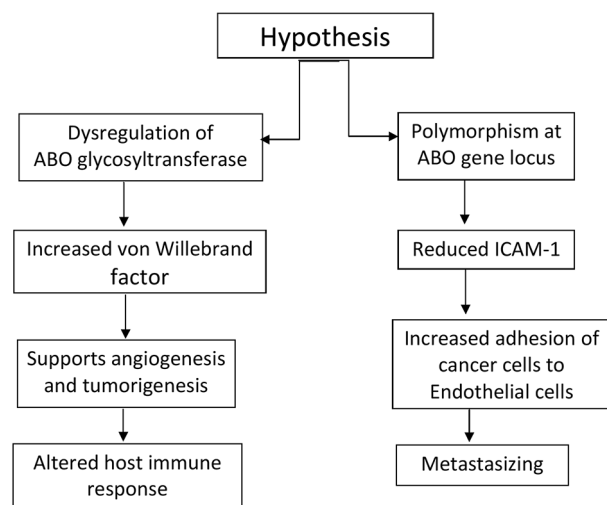 Hypothesis
Dysregulation of
ABO glycosyltransferase
Increased von Willebrand
factor
Supports angiogenesis
and tumorigenesis
Altered host immune
response
Polymorphism at
ABO gene locus
Reduced ICAM-1
Increased adhesion of
cancer cells to
Endothelial cells
Metastasizing